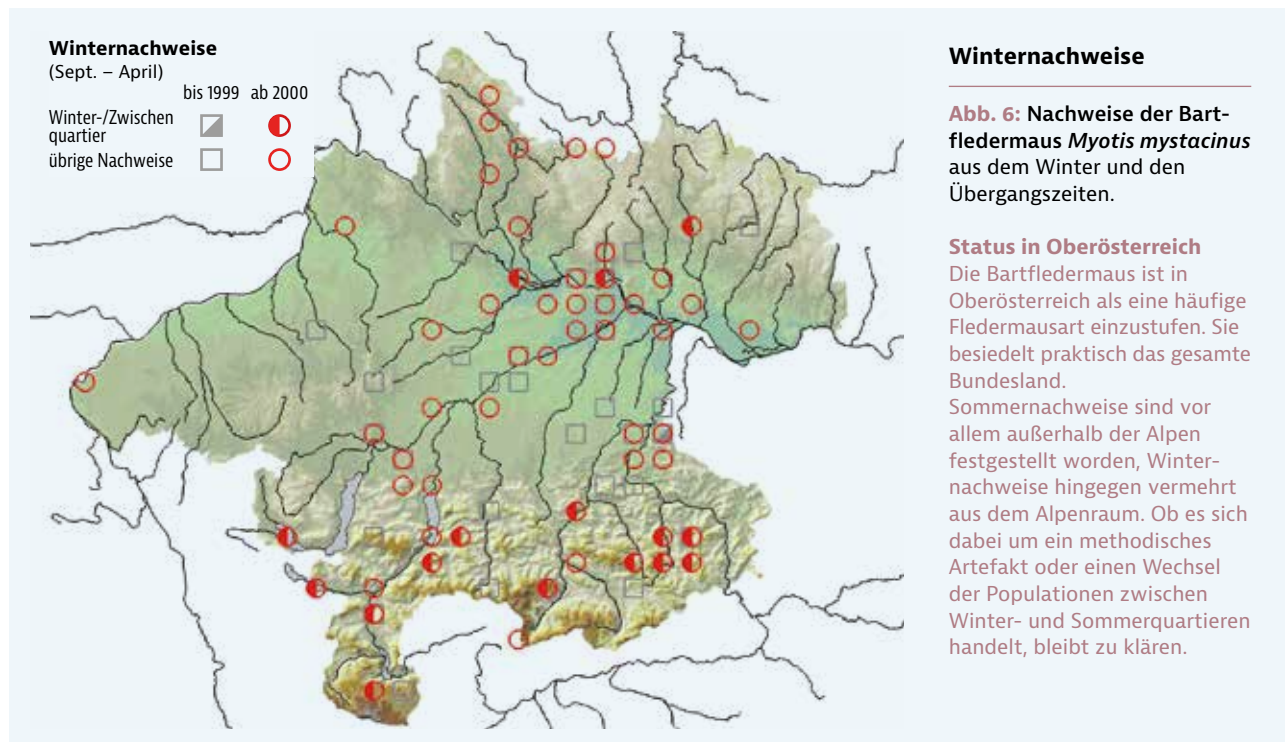 Winternachweise
(Sept. – April)
bis 1999 ab 2000
Winter-/Zwischen
quartier
übrige Nachweise
Winternachweise
Abb. 6: Nachweise der Bart-
fledermaus Myotis mystacinus
aus dem Winter und den
Übergangszeiten.
Status in Oberösterreich
Die Bartfledermaus ist in
Oberösterreich als eine häufige
Fledermausart einzustufen. Sie
besiedelt praktisch das gesamte
Bundesland.
Sommernachweise sind vor
allem außerhalb der Alpen
festgestellt worden, Winter-
nachweise hingegen vermehrt
aus dem Alpenraum. Ob es sich
dabei um ein methodisches
Artefakt oder einen Wechsel
der Populationen zwischen
Winter- und Sommerquartieren
handelt, bleibt zu klären.